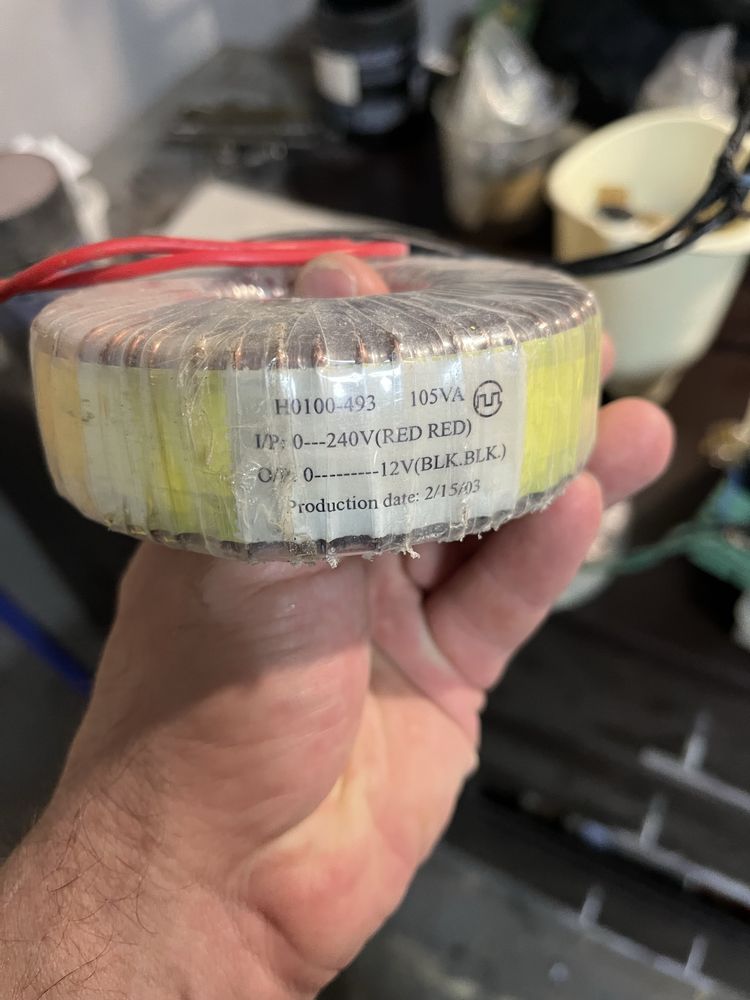 H0100-493 105VA
I/P: 0---240V(RED RED)
O/P: 0---------12V(BLK.BLK.)
Production date: 2/15/03